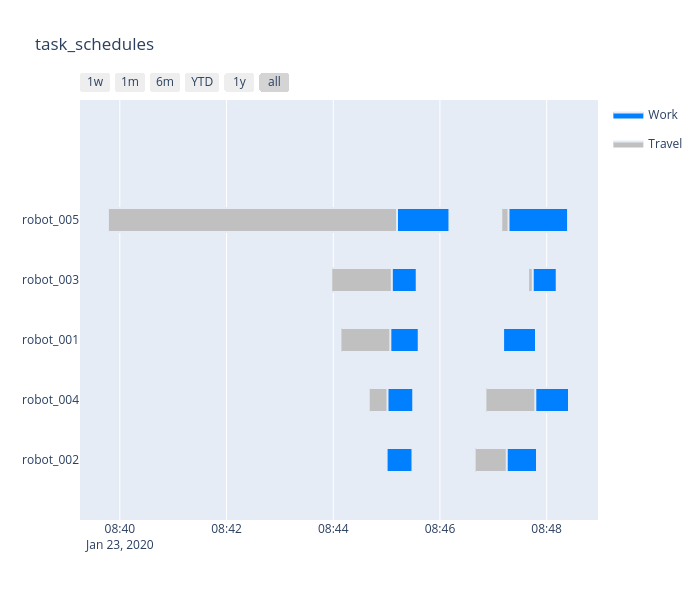 task_schedules
1w 1m 6m YTD 1y all
Work
Travel
robot_005
robot_003
robot_001
robot_004
robot_002
08:40 08:42 08:44 08:46 08:48
Jan 23, 2020